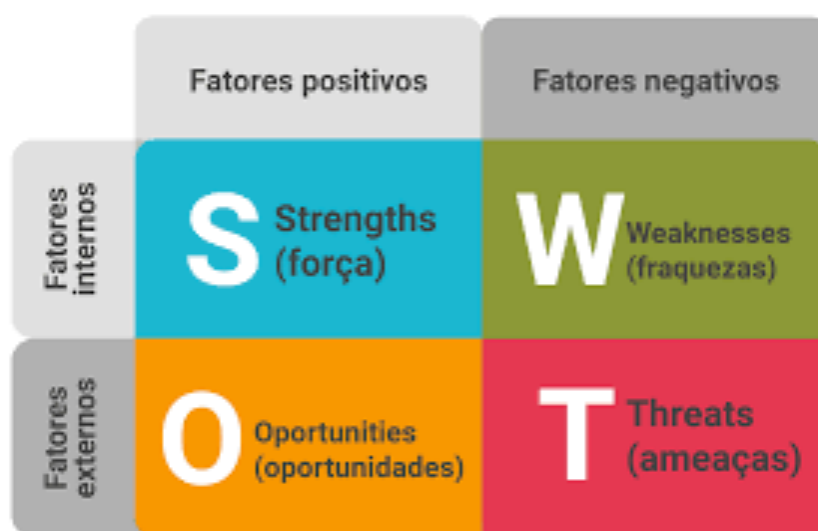 Fatores positivos
Fatores negativos
Fatores
internos
S
Strengths
(força)
W
Weaknesses
(fraquezas)
Fatores
externos
O
Oportunities
(oportunidades)
T
Threats
(ameaças)